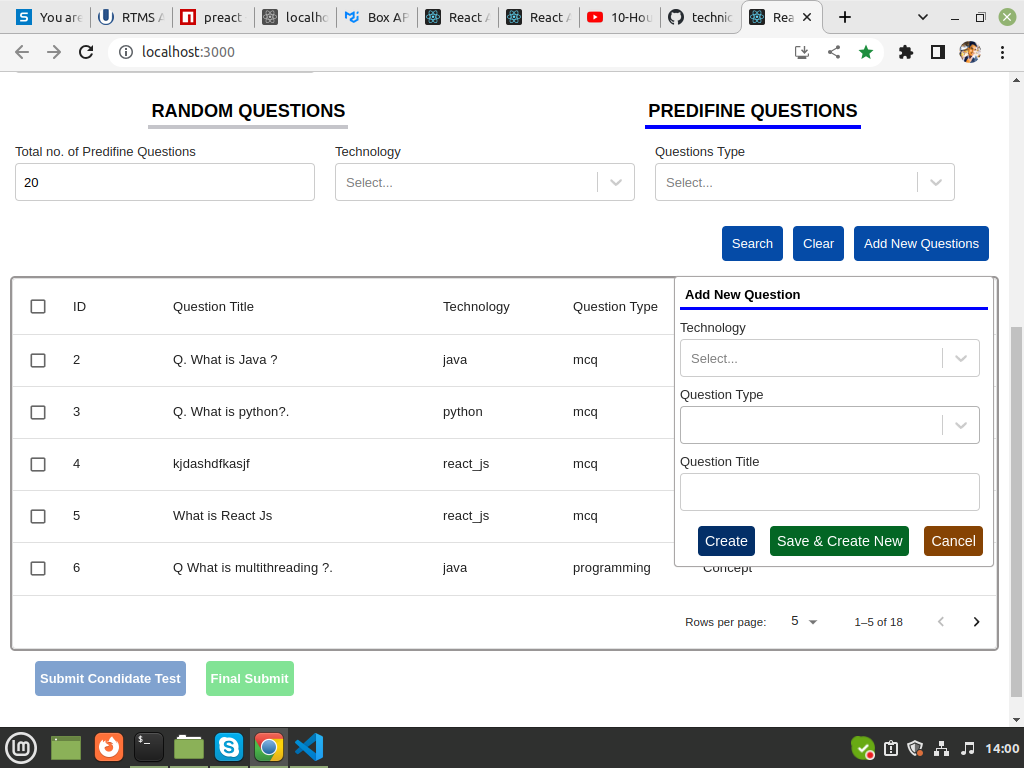 You are
RTMS A
preact
localho
Box AP
React A
React A
10-Hou
technic
Rea
localhost:3000
RANDOM QUESTIONS
PREDIFINE QUESTIONS
Total no. of Predifine Questions
Technology
Questions Type
20
Select...
Select...
Search
Clear
Add New Questions
ID
Question Title
Technology
Question Type
2
Q. What is Java ?
java
mcq
3
Q. What is python?.
python
mcq
4
kjdashdfkasjf
react_js
mcq
5
What is React Js
react_js
mcq
6
Q What is multithreading ?.
java
programming
Concept
Add New Question
Technology
Select...
Question Type
Question Title
Create
Save & Create New
Cancel
Rows per page:
5
1–5 of 18
Submit Condidate Test
Final Submit
14:00